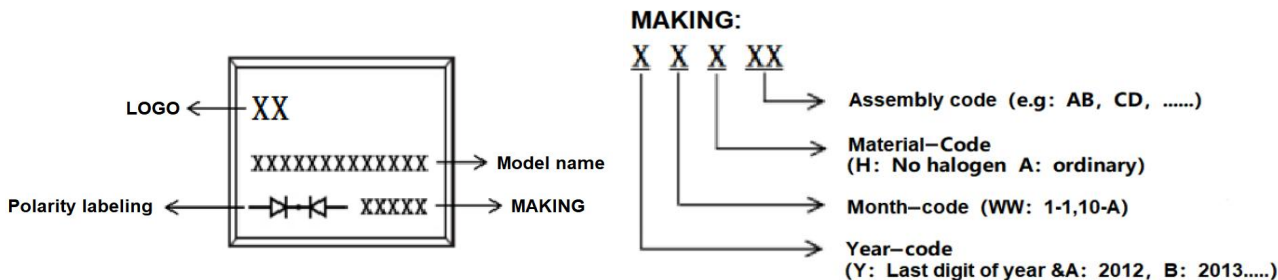 MAKING:
X X X XX
LOGO
XX
XXXXXXXXXXXXX
Model name
Polarity labeling
XXXXX
MAKING
Assembly code (e.g: AB, CD, ......)
Material-Code
(H: No halogen A: ordinary)
Month-code (WW: 1-1,10-A)
Year-code
(Y: Last digit of year &A: 2012, B: 2013.....)